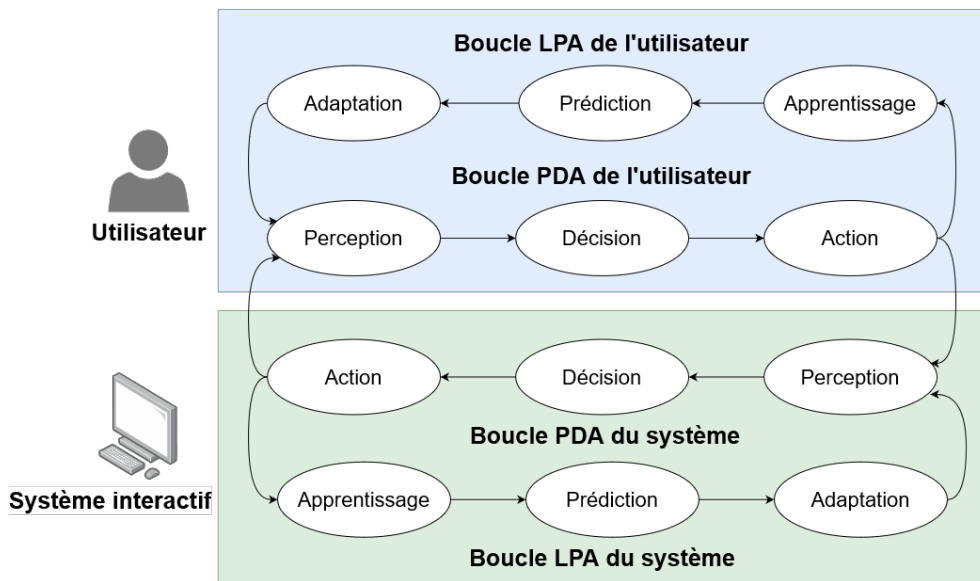 Boucle LPA de l'utilisateur
Adaptation
Prédiction
Apprentissage
Boucle PDA de l'utilisateur
Utilisateur
Perception
Décision
Action
Action
Décision
Perception
Boucle PDA du système
Système interactif
Apprentissage
Prédiction
Adaptation
Boucle LPA du système